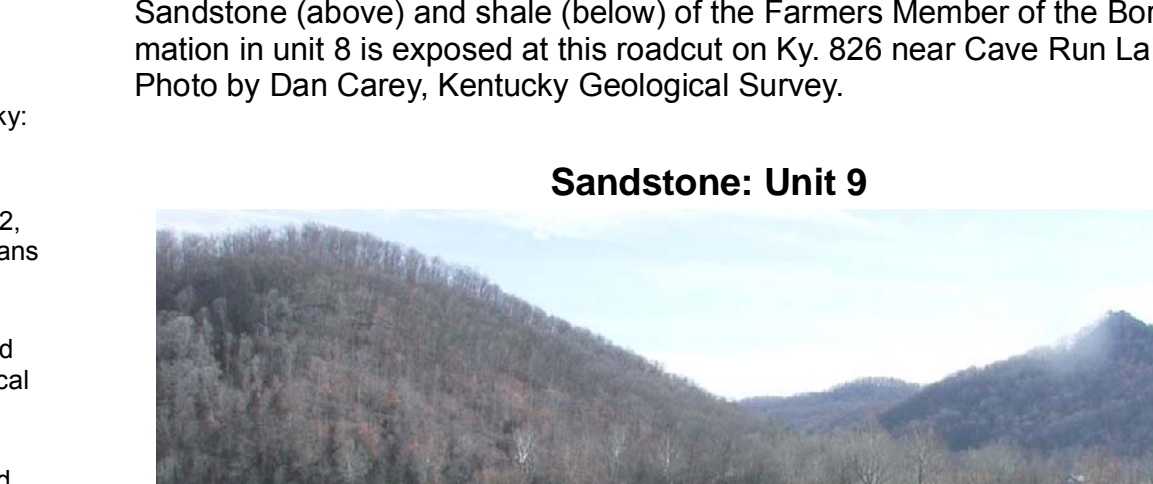 Sandstone (above) and shale (below) of the Farmers Member of the Bor
mation in unit 8 is exposed at this roadcut on Ky. 826 near Cave Run La
Photo by Dan Carey, Kentucky Geological Survey.
ky:
Sandstone: Unit 9
2,
ans
d
cal
d